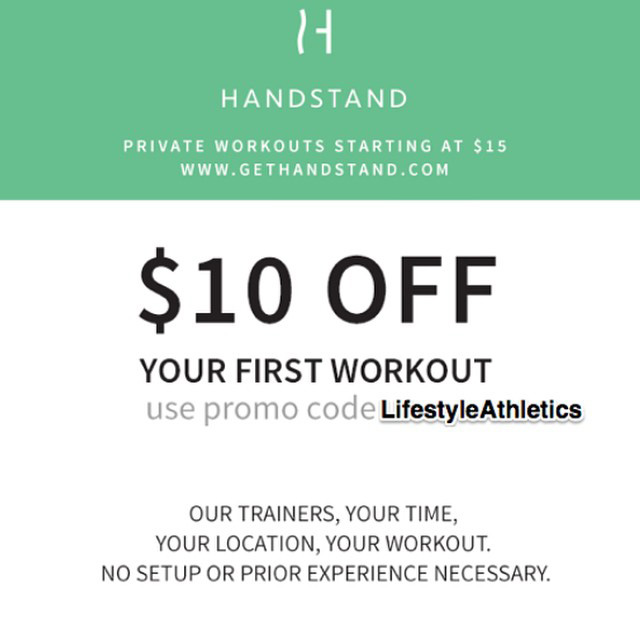 HANDSTAND
PRIVATE WORKOUTS STARTING AT $15
WWW.GETHANDSTAND.COM
$10 OFF
YOUR FIRST WORKOUT
use promo code LifestyleAthletics
OUR TRAINERS, YOUR TIME,
YOUR LOCATION, YOUR WORKOUT.
NO SETUP OR PRIOR EXPERIENCE NECESSARY.